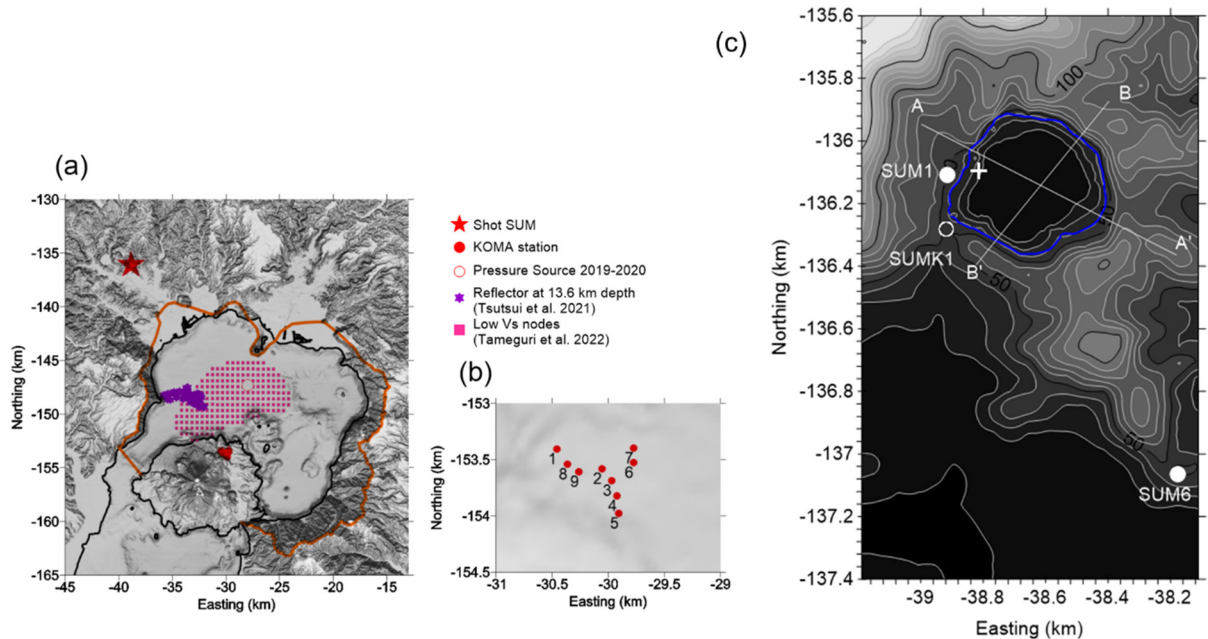 (a)
-130
-135
-140
-145
-150
-155
-160
-165
Northing (km)
-45 -40 -35 -30 -25 -20 -15
Easting (km)
Shot SUM
KOMA station
Pressure Source 2019-2020
Reflector at 13.6 km depth
(Tsutsui et al. 2021)
Low Vs nodes
(Tameguri et al. 2022)
(b)
-153
-153.5
-154
-154.5
Northing (km)
1
8
9
2
3
4
5
7
6
-31 -30.5 -30 -29.5 -29
Easting (km)
(c)
-135.6
-135.8
-136
-136.2
-136.4
-136.6
-136.8
-137
-137.2
-137.4
Northing (km)
100
A
B
SUM1
SUMK1
A'
B'
50
50
SUM6
-39 -38.8 -38.6 -38.4 -38.2
Easting (km)